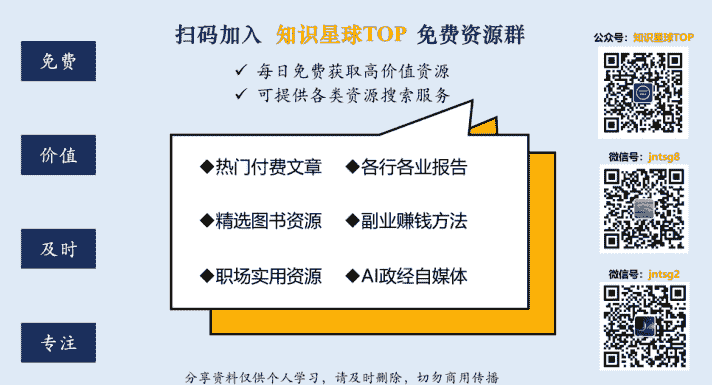 扫码加入 知识星球TOP 免费资源群
✓ 每日免费获取高价值资源
✓ 可提供各类资源搜索服务
免费
价值
及时
专注
◆热门付费文章 ◆各行各业报告
◆精选图书资源 ◆副业赚钱方法
◆职场实用资源 ◆AI政经自媒体
公众号：知识星球TOP
微信号：jntsg8
微信号：jntsg2
分享资料仅供个人学习，请及时删除，切勿商用传播